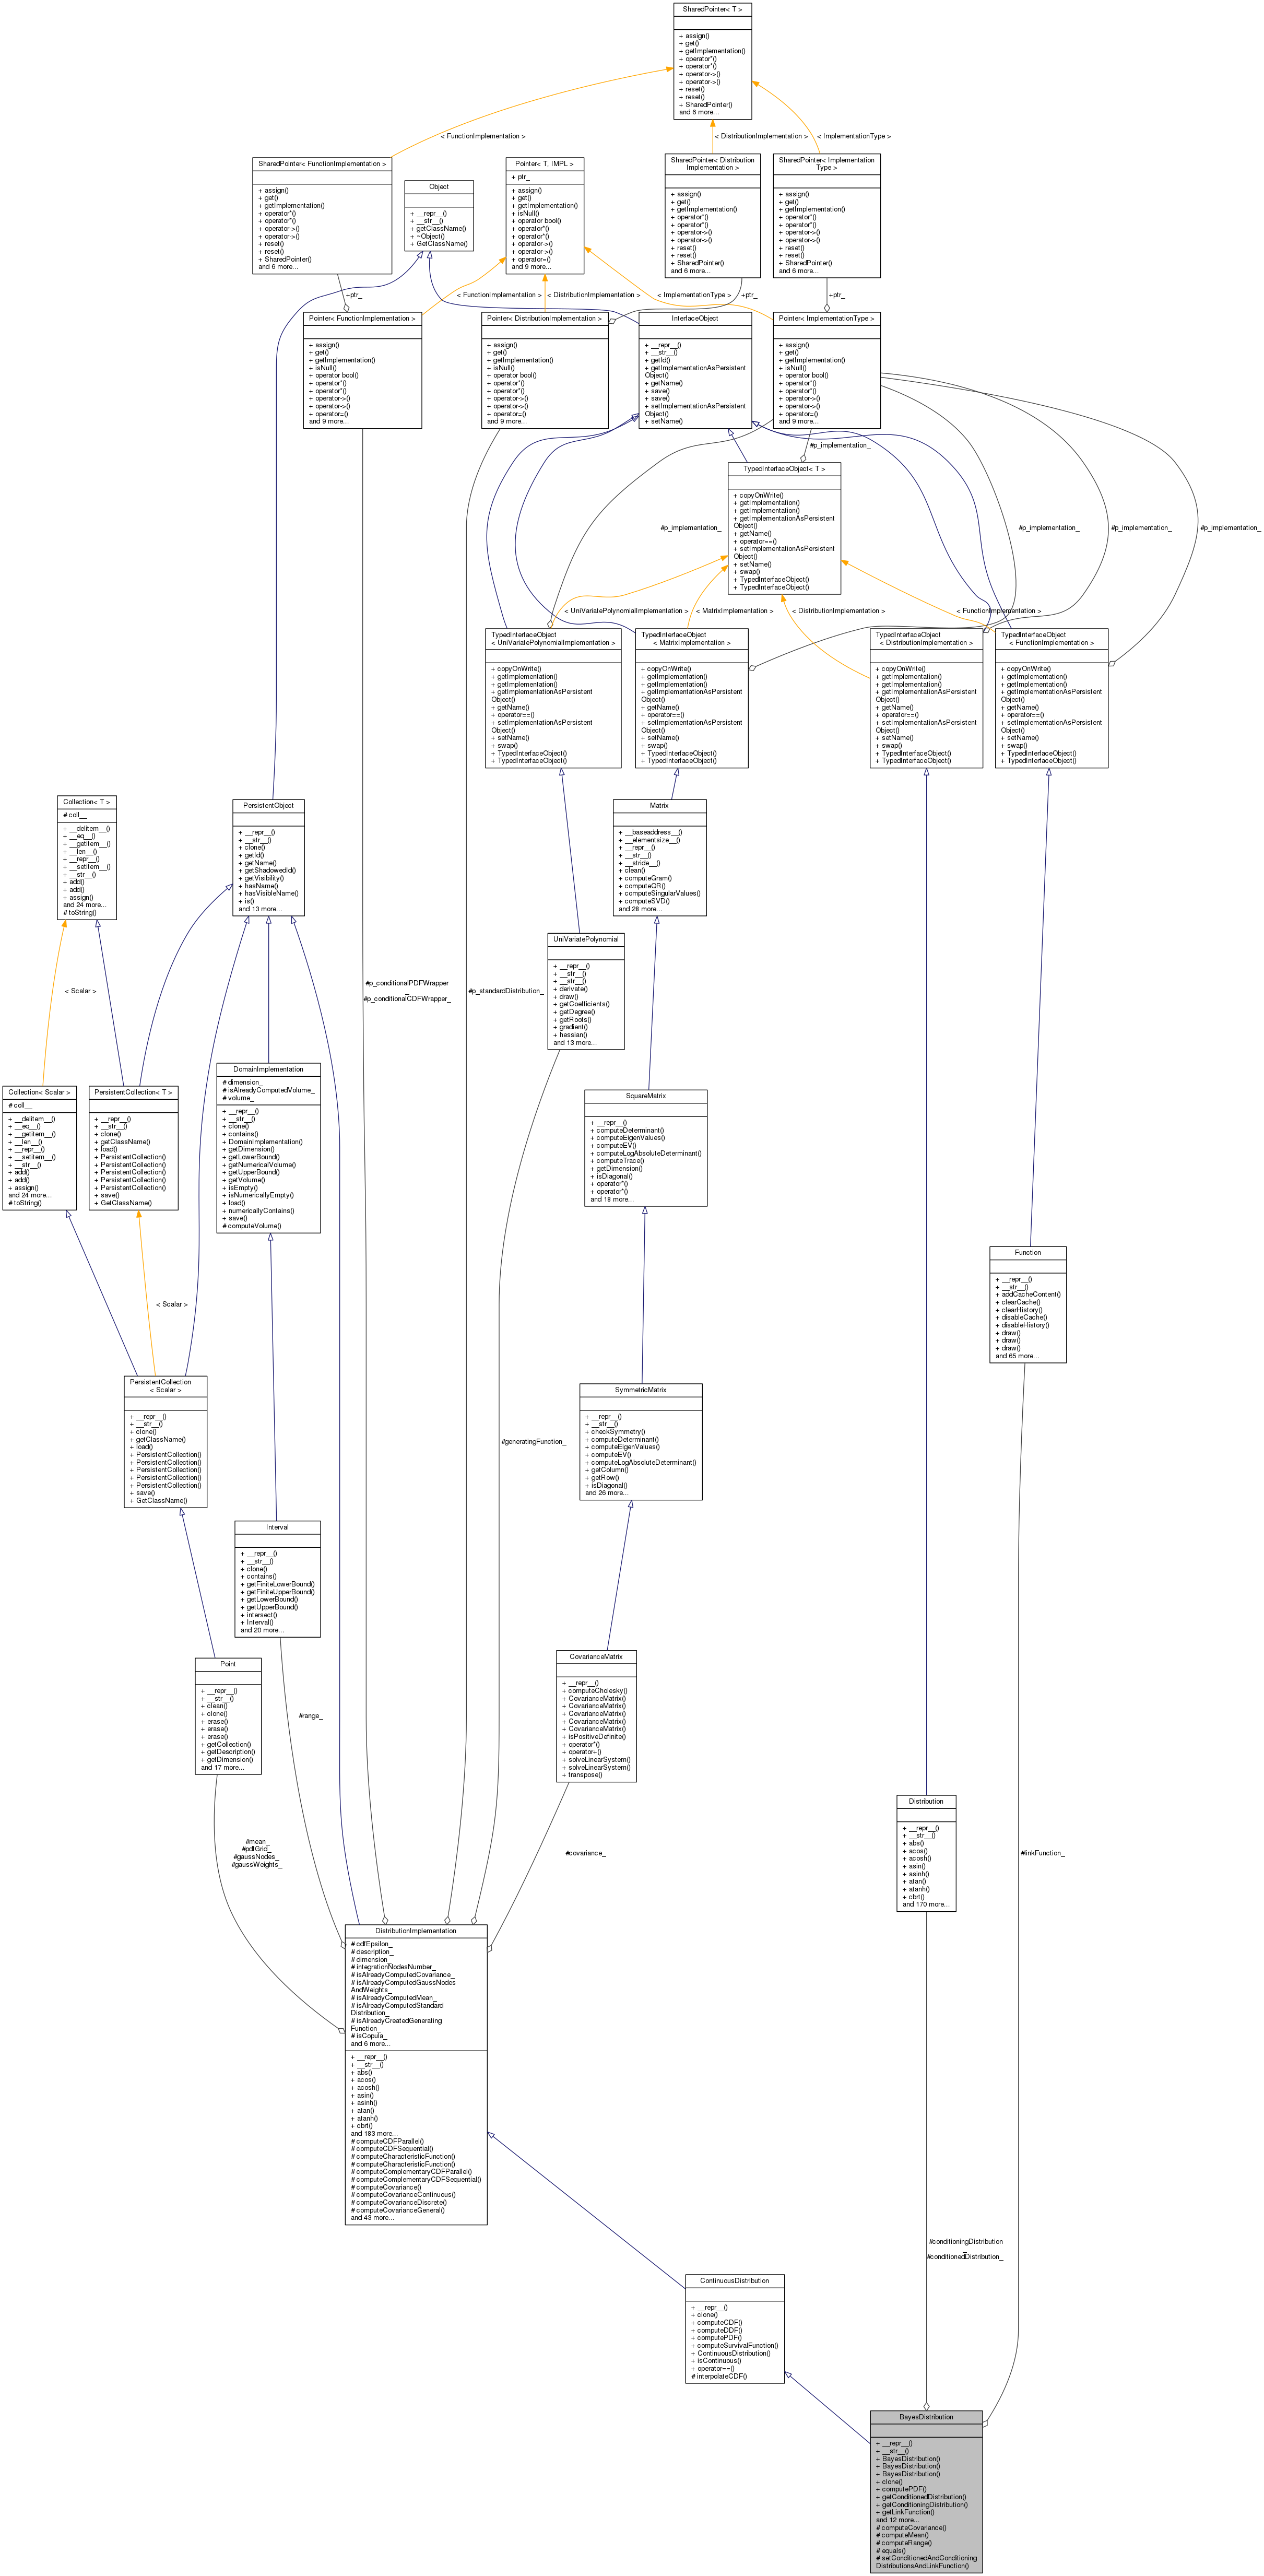 SharedPointer< T >
+ assign()
+ get()
+ getImplementation()
+ operator*()
+ operator*()
+ operator->()
+ operator->()
+ reset()
+ reset()
+ SharedPointer()
and 6 more...
< FunctionImplementation >
< DistributionImplementation >
< ImplementationType >
SharedPointer< FunctionImplementation >
+ assign()
+ get()
+ getImplementation()
+ operator*()
+ operator*()
+ operator->()
+ operator->()
+ reset()
+ reset()
+ SharedPointer()
and 6 more...
Object
+ __repr__()
+ __str__()
+ getClassName()
+ ~Object()
+ GetClassName()
Pointer< T, IMPL >
+ ptr_
+ assign()
+ get()
+ getImplementation()
+ isNull()
+ operator bool()
+ operator*()
+ operator*()
+ operator->()
+ operator->()
+ operator=()
and 9 more...
SharedPointer< Distribution
Implementation >
+ assign()
+ get()
+ getImplementation()
+ operator*()
+ operator*()
+ operator->()
+ operator->()
+ reset()
+ reset()
+ SharedPointer()
and 6 more...
SharedPointer< Implementation
Type >
+ assign()
+ get()
+ getImplementation()
+ operator*()
+ operator*()
+ operator->()
+ operator->()
+ reset()
+ reset()
+ SharedPointer()
and 6 more...
+ptr_
< FunctionImplementation >
< DistributionImplementation >
< ImplementationType >
+ptr_
+ptr_
Pointer< FunctionImplementation >
+ assign()
+ get()
+ getImplementation()
+ isNull()
+ operator bool()
+ operator*()
+ operator*()
+ operator->()
+ operator->()
+ operator=()
and 9 more...
Pointer< DistributionImplementation >
+ assign()
+ get()
+ getImplementation()
+ isNull()
+ operator bool()
+ operator*()
+ operator*()
+ operator->()
+ operator->()
+ operator=()
and 9 more...
InterfaceObject
+ __repr__()
+ __str__()
+ getId()
+ getImplementationAsPersistent
Object()
+ getName()
+ save()
+ save()
+ setImplementationAsPersistent
Object()
+ setName()
Pointer< ImplementationType >
+ assign()
+ get()
+ getImplementation()
+ isNull()
+ operator bool()
+ operator*()
+ operator*()
+ operator->()
+ operator->()
+ operator=()
and 9 more...
#p_implementation_
TypedInterfaceObject< T >
+ copyOnWrite()
+ getImplementation()
+ getImplementation()
+ getImplementationAsPersistent
Object()
+ getName()
+ operator==()
+ setImplementationAsPersistent
Object()
+ setName()
+ swap()
+ TypedInterfaceObject()
+ TypedInterfaceObject()
#p_implementation_
#p_implementation_
#p_implementation_
#p_implementation_
< UniVariatePolynomialImplementation >
< MatrixImplementation >
< DistributionImplementation >
< FunctionImplementation >
TypedInterfaceObject
< UniVariatePolynomialImplementation >
+ copyOnWrite()
+ getImplementation()
+ getImplementation()
+ getImplementationAsPersistent
Object()
+ getName()
+ operator==()
+ setImplementationAsPersistent
Object()
+ setName()
+ swap()
+ TypedInterfaceObject()
+ TypedInterfaceObject()
TypedInterfaceObject
< MatrixImplementation >
+ copyOnWrite()
+ getImplementation()
+ getImplementation()
+ getImplementationAsPersistent
Object()
+ getName()
+ operator==()
+ setImplementationAsPersistent
Object()
+ setName()
+ swap()
+ TypedInterfaceObject()
+ TypedInterfaceObject()
TypedInterfaceObject
< DistributionImplementation >
+ copyOnWrite()
+ getImplementation()
+ getImplementation()
+ getImplementationAsPersistent
Object()
+ getName()
+ operator==()
+ setImplementationAsPersistent
Object()
+ setName()
+ swap()
+ TypedInterfaceObject()
+ TypedInterfaceObject()
TypedInterfaceObject
< FunctionImplementation >
+ copyOnWrite()
+ getImplementation()
+ getImplementation()
+ getImplementationAsPersistent
Object()
+ getName()
+ operator==()
+ setImplementationAsPersistent
Object()
+ setName()
+ swap()
+ TypedInterfaceObject()
+ TypedInterfaceObject()
Collection< T >
# coll__
+ __delitem__()
+ __eq__()
+ __getitem__()
+ __len__()
+ __repr__()
+ __setitem__()
+ __str__()
+ add()
+ add()
+ assign()
and 24 more...
# toString()
PersistentObject
+ __repr__()
+ __str__()
+ clone()
+ getId()
+ getName()
+ getShadowedId()
+ getVisibility()
+ hasName()
+ hasVisibleName()
+ is()
and 13 more...
Matrix
+ __baseaddress__()
+ __elementsize__()
+ __repr__()
+ __str__()
+ __stride__()
+ clean()
+ computeGram()
+ computeQR()
+ computeSingularValues()
+ computeSVD()
and 28 more...
UniVariatePolynomial
+ __repr__()
+ __str__()
+ __str__()
+ derivate()
+ draw()
+ getCoefficients()
+ getDegree()
+ getRoots()
+ gradient()
+ hessian()
and 13 more...
< Scalar >
#p_conditionalPDFWrapper
_
#p_conditionalCDFWrapper_
#p_standardDistribution_
Collection< Scalar >
# coll__
+ __delitem__()
+ __eq__()
+ __getitem__()
+ __len__()
+ __repr__()
+ __setitem__()
+ __str__()
+ add()
+ add()
+ assign()
and 24 more...
# toString()
PersistentCollection< T >
+ __repr__()
+ __str__()
+ clone()
+ getClassName()
+ load()
+ PersistentCollection()
+ PersistentCollection()
+ PersistentCollection()
+ PersistentCollection()
+ PersistentCollection()
+ save()
+ GetClassName()
DomainImplementation
# dimension_
# isAlreadyComputedVolume_
# volume_
+ __repr__()
+ __str__()
+ clone()
+ contains()
+ DomainImplementation()
+ getDimension()
+ getLowerBound()
+ getNumericalVolume()
+ getUpperBound()
+ getVolume()
+ isEmpty()
+ isNumericallyEmpty()
+ load()
+ numericallyContains()
+ save()
# computeVolume()
SquareMatrix
+ __repr__()
+ computeDeterminant()
+ computeEigenValues()
+ computeEV()
+ computeLogAbsoluteDeterminant()
+ computeTrace()
+ getDimension()
+ isDiagonal()
+ operator*()
+ operator*()
and 18 more...
Function
+ __repr__()
+ __str__()
+ addCacheContent()
+ clearCache()
+ clearHistory()
+ disableCache()
+ disableHistory()
+ draw()
+ draw()
+ draw()
and 65 more...
< Scalar >
PersistentCollection
< Scalar >
+ __repr__()
+ __str__()
+ clone()
+ getClassName()
+ load()
+ PersistentCollection()
+ PersistentCollection()
+ PersistentCollection()
+ PersistentCollection()
+ PersistentCollection()
+ save()
+ GetClassName()
#generatingFunction_
SymmetricMatrix
+ __repr__()
+ __str__()
+ checkSymmetry()
+ computeDeterminant()
+ computeEigenValues()
+ computeEV()
+ computeLogAbsoluteDeterminant()
+ getColumn()
+ getRow()
+ isDiagonal()
and 26 more...
Interval
+ __repr__()
+ __str__()
+ clone()
+ contains()
+ getFiniteLowerBound()
+ getFiniteUpperBound()
+ getLowerBound()
+ getUpperBound()
+ intersect()
+ Interval()
and 20 more...
Point
+ __repr__()
+ __str__()
+ clean()
+ clone()
+ erase()
+ erase()
+ erase()
+ getCollection()
+ getDescription()
+ getDimension()
and 17 more...
#range_
CovarianceMatrix
+ __repr__()
+ computeCholesky()
+ CovarianceMatrix()
+ CovarianceMatrix()
+ CovarianceMatrix()
+ CovarianceMatrix()
+ CovarianceMatrix()
+ isPositiveDefinite()
+ operator*()
+ operator+()
+ solveLinearSystem()
+ solveLinearSystem()
+ transpose()
Distribution
+ __repr__()
+ __str__()
+ abs()
+ acos()
+ acosh()
+ asin()
+ asinh()
+ atan()
+ atanh()
+ cbrt()
and 170 more...
#mean_
#pdfGrid_
#gaussNodes_
#gaussWeights_
#covariance_
#linkFunction_
DistributionImplementation
# cdfEpsilon_
# description_
# dimension_
# integrationNodesNumber_
# isAlreadyComputedCovariance_
# isAlreadyComputedGaussNodes
AndWeights_
# isAlreadyComputedMean_
# isAlreadyComputedStandard
Distribution_
# isAlreadyCreatedGenerating
Function_
# isCopula_
and 6 more...
+ __repr__()
+ __str__()
+ abs()
+ acos()
+ acosh()
+ asin()
+ asinh()
+ atan()
+ atanh()
+ cbrt()
and 183 more...
# computeCDFParallel()
# computeCDFSequential()
# computeCharacteristicFunction()
# computeCharacteristicFunction()
# computeComplementaryCDFParallel()
# computeComplementaryCDFSequential()
# computeCovariance()
# computeCovarianceContinuous()
# computeCovarianceDiscrete()
# computeCovarianceGeneral()
and 43 more...
#conditioningDistribution
_
#conditionedDistribution_
ContinuousDistribution
+ __repr__()
+ clone()
+ computeCDF()
+ computeDDF()
+ computePDF()
+ computeSurvivalFunction()
+ ContinuousDistribution()
+ isContinuous()
+ operator==()
# interpolateCDF()
BayesDistribution
+ __repr__()
+ __str__()
+ BayesDistribution()
+ BayesDistribution()
+ BayesDistribution()
+ clone()
+ computePDF()
+ getConditionedDistribution()
+ getConditioningDistribution()
+ getLinkFunction()
and 12 more...
# computeCovariance()
# computeMean()
# computeRange()
# equals()
# setConditionedAndConditioning
DistributionsAndLinkFunction()